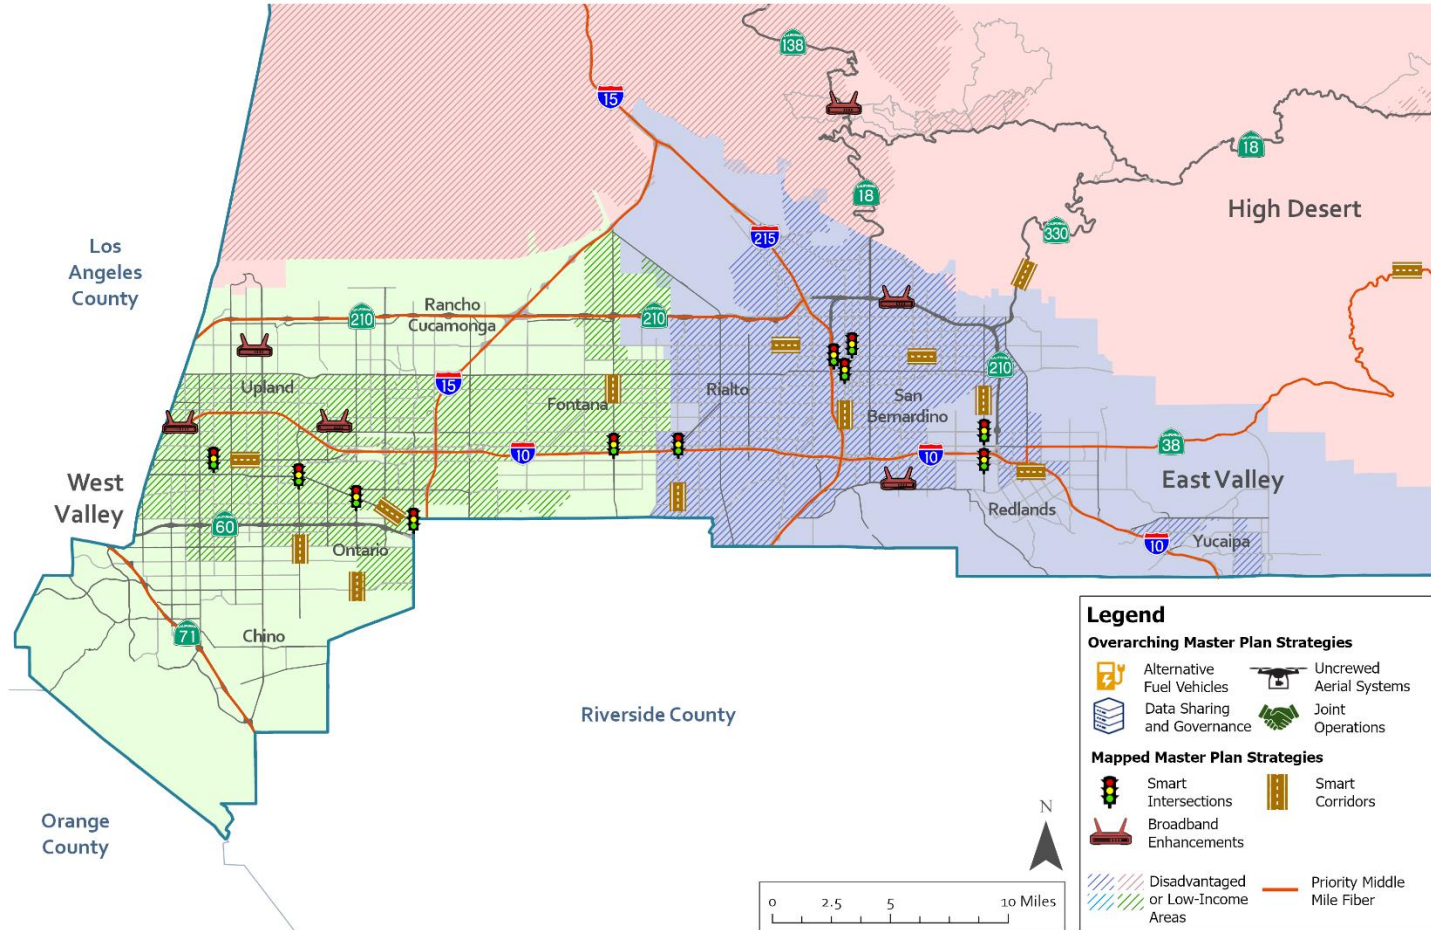 138
15
18
18
High Desert
330
215
Los
Angeles
County
Rancho
Cucamonga
210
210
Upland
15
Rialto
210
Fontana
San
Bernardino
10
10
38
West
Valley
East Valley
Redlands
60
Ontario
10
Yucaipa
71
Chino
Riverside County
Orange
County
N
0
2.5
5
10 Miles
Legend
Overarching Master Plan Strategies
Alternative
Fuel Vehicles
Uncrewed
Aerial Systems
Data Sharing
and Governance
Joint
Operations
Mapped Master Plan Strategies
Smart
Intersections
Smart
Corridors
Broadband
Enhancements
Disadvantaged
or Low-Income
Areas
Priority Middle
Mile Fiber